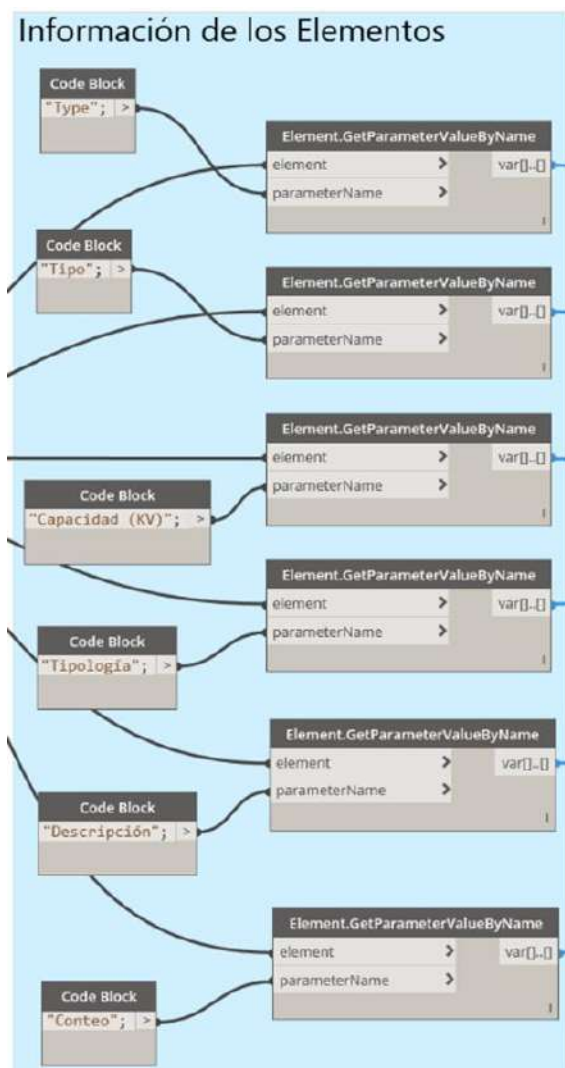 Información de los Elementos
Code Block
"Type"; >
Element.GetParameterValueByName
element > var[]..[]
parameterName >
Code Block
"Tipo"; >
Element.GetParameterValueByName
element > var[]..[]
parameterName >
Element.GetParameterValueByName
element > var[]..[]
parameterName >
Code Block
"Capacidad (KV)"; >
Element.GetParameterValueByName
element > var[]..[]
parameterName >
Code Block
"Tipología"; >
Element.GetParameterValueByName
element > var[]..[]
parameterName >
Code Block
"Descripción"; >
Element.GetParameterValueByName
element > var[]..[]
parameterName >
Code Block
"Conteo"; >